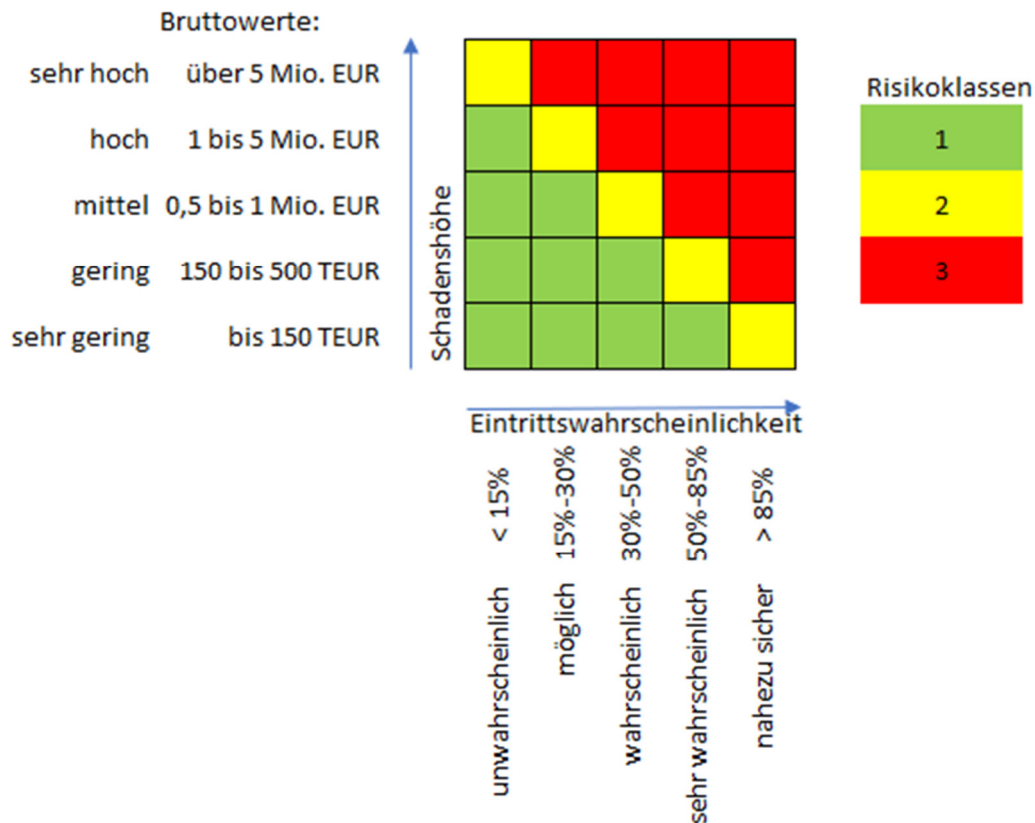 Bruttowerte:
sehr hoch über 5 Mio. EUR
hoch 1 bis 5 Mio. EUR
mittel 0,5 bis 1 Mio. EUR
gering 150 bis 500 TEUR
sehr gering bis 150 TEUR
Schadenshöhe
Risikoklassen
1
2
3
Eintrittswahrscheinlichkeit
unwahrscheinlich < 15%
möglich 15%-30%
wahrscheinlich 30%-50%
sehr wahrscheinlich 50%-85%
nahezu sicher > 85%